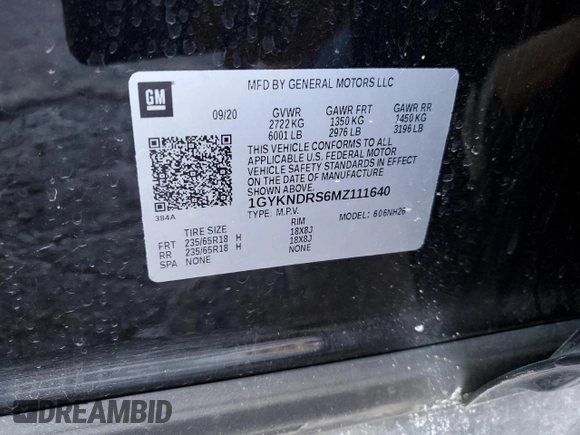 MFD BY GENERAL MOTORS LLC
GM
09/20 GVWR GAWR FRT GAWR RR
2722 KG 1350 KG 1450 KG
6001 LB 2976 LB 3196 LB
THIS VEHICLE CONFORMS TO ALL
APPLICABLE U.S. FEDERAL MOTOR
VEHICLE SAFETY STANDARDS IN
EFFECT ON THE DATE OF MANUFACTURE
SHOWN ABOVE.
1GYKNDRS6MZ111640
384A
TYPE: M.P.V. MODEL: 6O6NH26
TIRE SIZE RIM
FRT 235/65R18 H 18X8J
RR 235/65R18 H 18X8J
SPA NONE NONE
DREAMBID